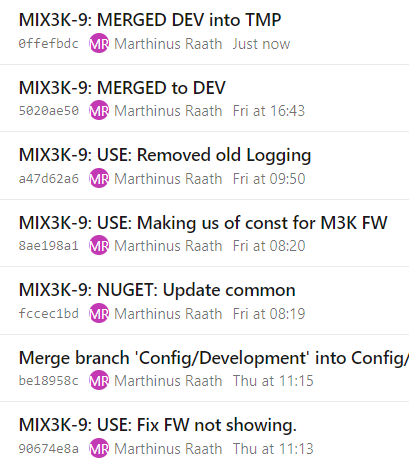 MIX3K-9: MERGED DEV into TMP
0ffefbdc MR Marthinus Raath Just now
MIX3K-9: MERGED to DEV
5020ae50 MR Marthinus Raath Fri at 16:43
MIX3K-9: USE: Removed old Logging
a47d62a6 MR Marthinus Raath Fri at 09:50
MIX3K-9: USE: Making us of const for M3K FW
8ae198a1 MR Marthinus Raath Fri at 08:20
MIX3K-9: NUGET: Update common
fccec1bd MR Marthinus Raath Fri at 08:19
Merge branch 'Config/Development' into Config/
be18958c MR Marthinus Raath Thu at 11:15
MIX3K-9: USE: Fix FW not showing.
90674e8a MR Marthinus Raath Thu at 11:13